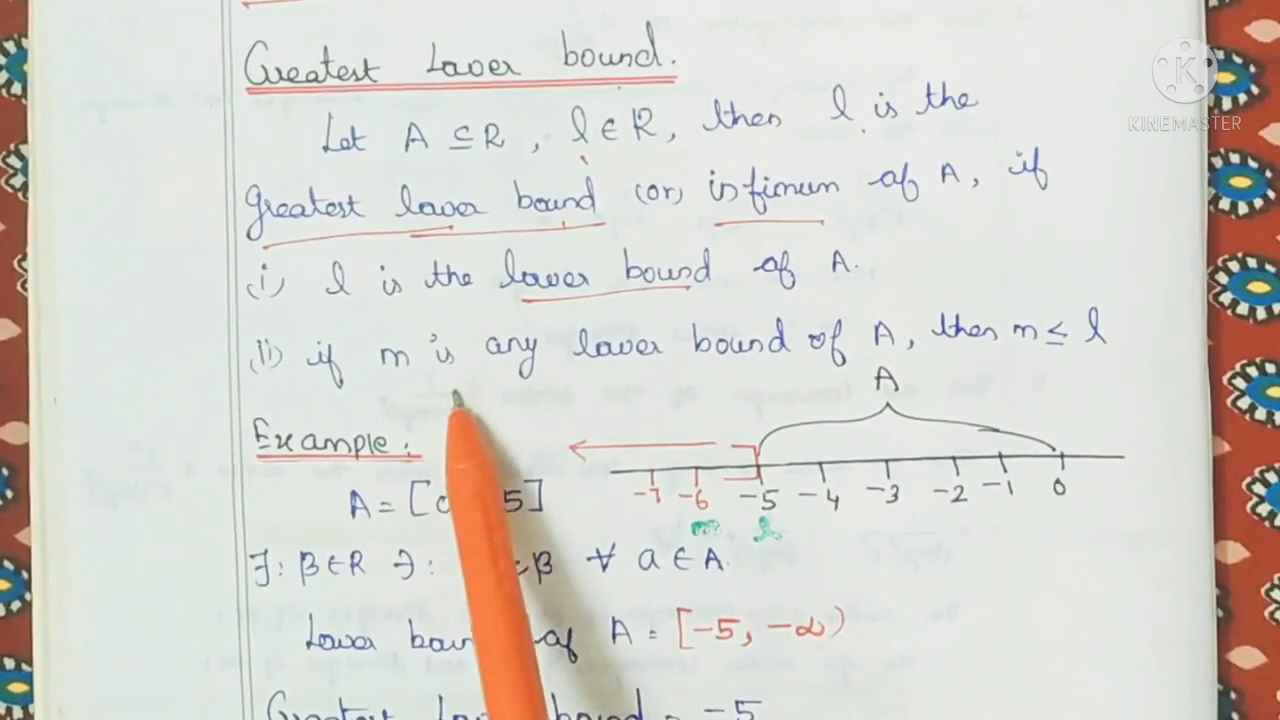 Greatest Lower bound.
Let A ⊆ R , l ∈ R , then l is the
greatest lower bound (or) infimum of A, if
(i) l is the lower bound of A.
(ii) if m is any lower bound of A, then m ≤ l
A
Example:
-7 -6 -5 -4 -3 -2 -1 0
A = [ 5]
m l
∃ : β ∈ R ∋ : β ∀ a ∈ A.
Lower of A = [-5, -∞)
Greatest bound = -5
K
KINEMASTER